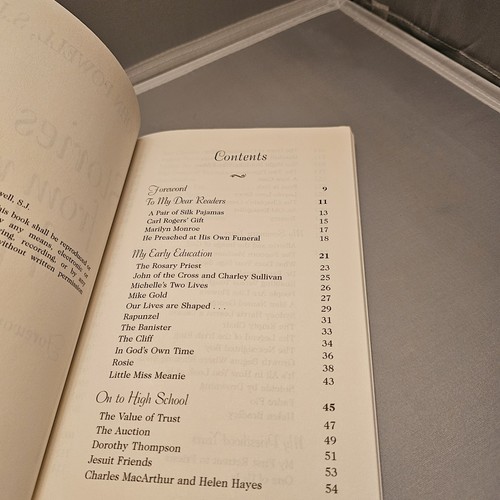 well, S.J.
his book shall be reproduced
y any means, electronic
ing, recording, or by any
without written permission
Contents
Foreword 9
To My Dear Readers 11
A Pair of Silk Pajamas 13
Carl Rogers' Gift 15
Marilyn Monroe 17
He Preached at His Own Funeral 18
My Early Education 21
The Rosary Priest 23
John of the Cross and Charley Sullivan 25
Michelle's Two Lives 26
Mike Gold 27
Our Lives are Shaped . . . 29
Rapunzel 31
The Banister 33
The Cliff 34
In God's Own Time 36
Rosie 38
Little Miss Meanie 43
On to High School 45
The Value of Trust 47
The Auction 49
Dorothy Thompson 51
Jesuit Friends 53
Charles MacArthur and Helen Hayes 54